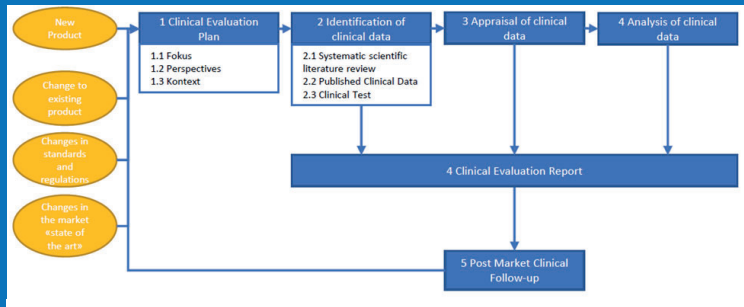 New
Product
Change to
existing
product
Changes in
standards
and
regulations
Changes in
the market
«state of
the art»
1 Clinical Evaluation
Plan
1.1 Fokus
1.2 Perspectives
1.3 Kontext
2 Identification of
clinical data
2.1 Systematic scientific
literature review
2.2 Published Clinical Data
2.3 Clinical Test
3 Appraisal of clinical
data
4 Analysis of clinical
data
4 Clinical Evaluation Report
5 Post Market Clinical
Follow-up